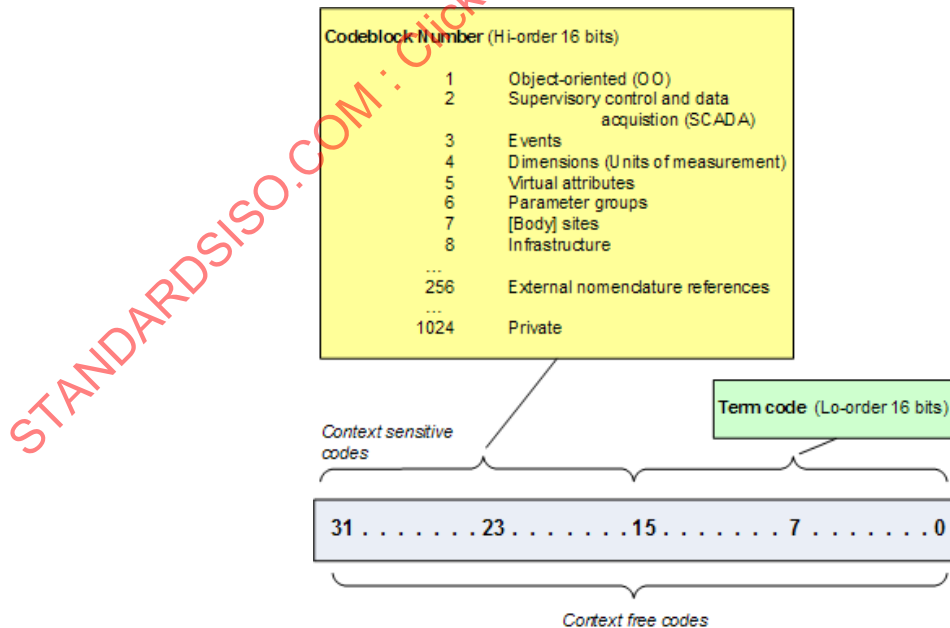 Codeblock Number (Hi-order 16 bits)
1 Object-oriented (OO)
2 Supervisory control and data
acquistion (SCADA)
3 Events
4 Dimensions (Units of measurement)
5 Virtual attributes
6 Parameter groups
7 [Body] sites
8 Infrastructure
...
256 External nomenclature references
...
1024 Private
Term code (Lo-order 16 bits)
Context sensitive
codes
31 . . . . . . . 23 . . . . . . . 15 . . . . . . . 7 . . . . . . . 0
Context free codes
STANDARDSISO.COM : Click